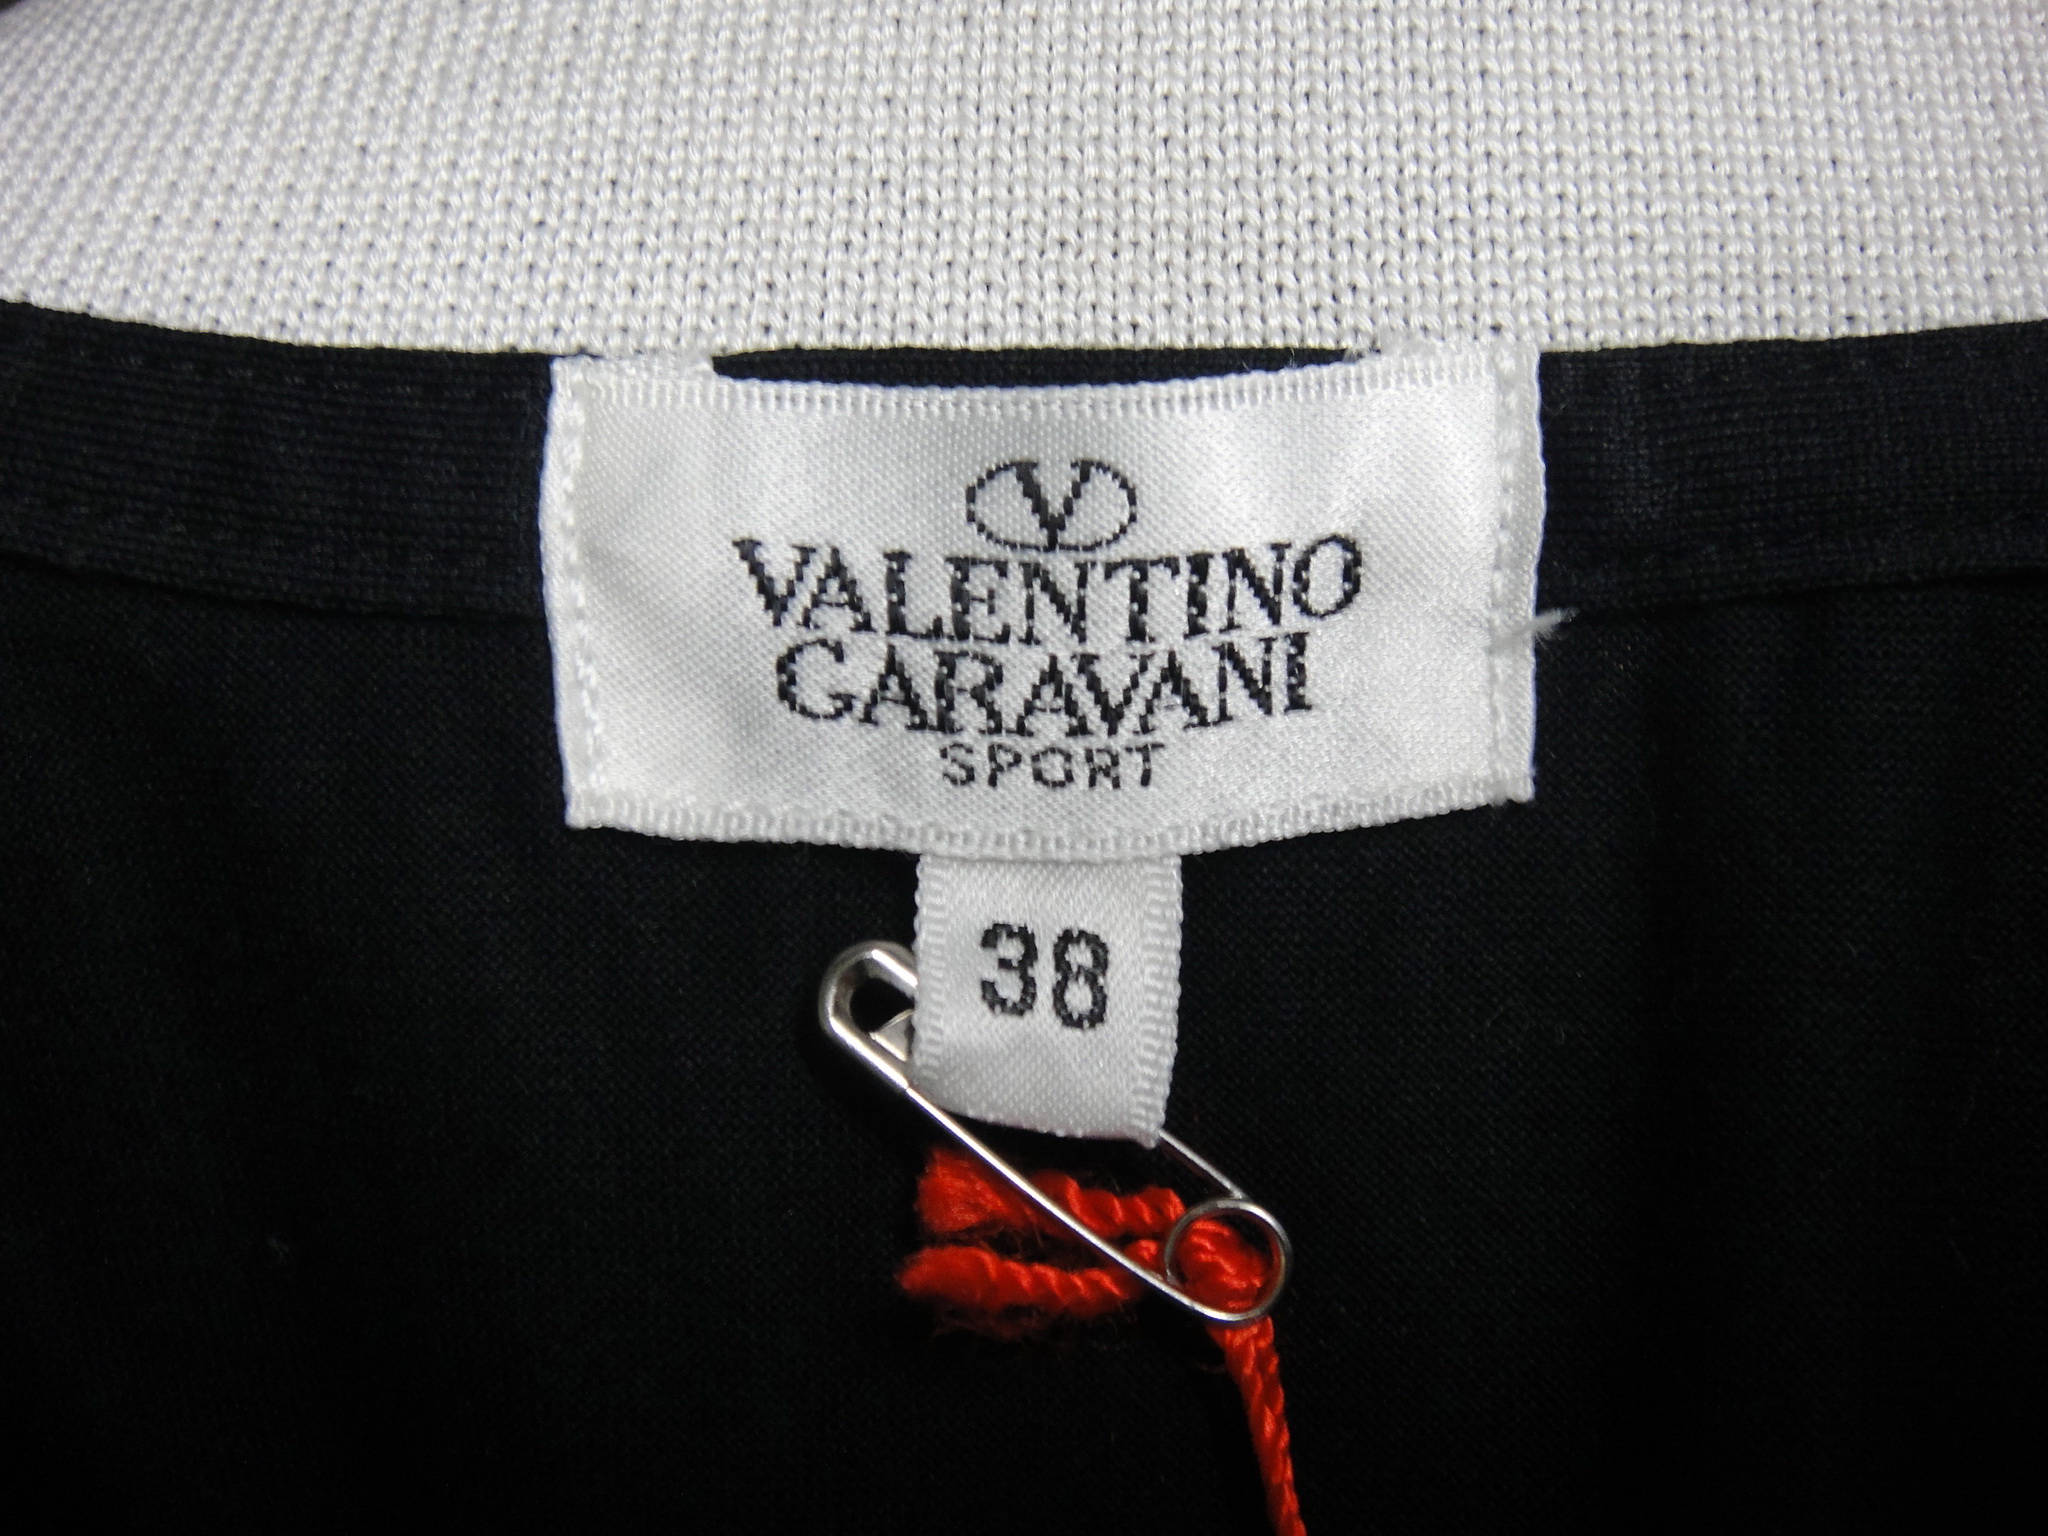 V
VALENTINO
GARAVANI
SPORT
38